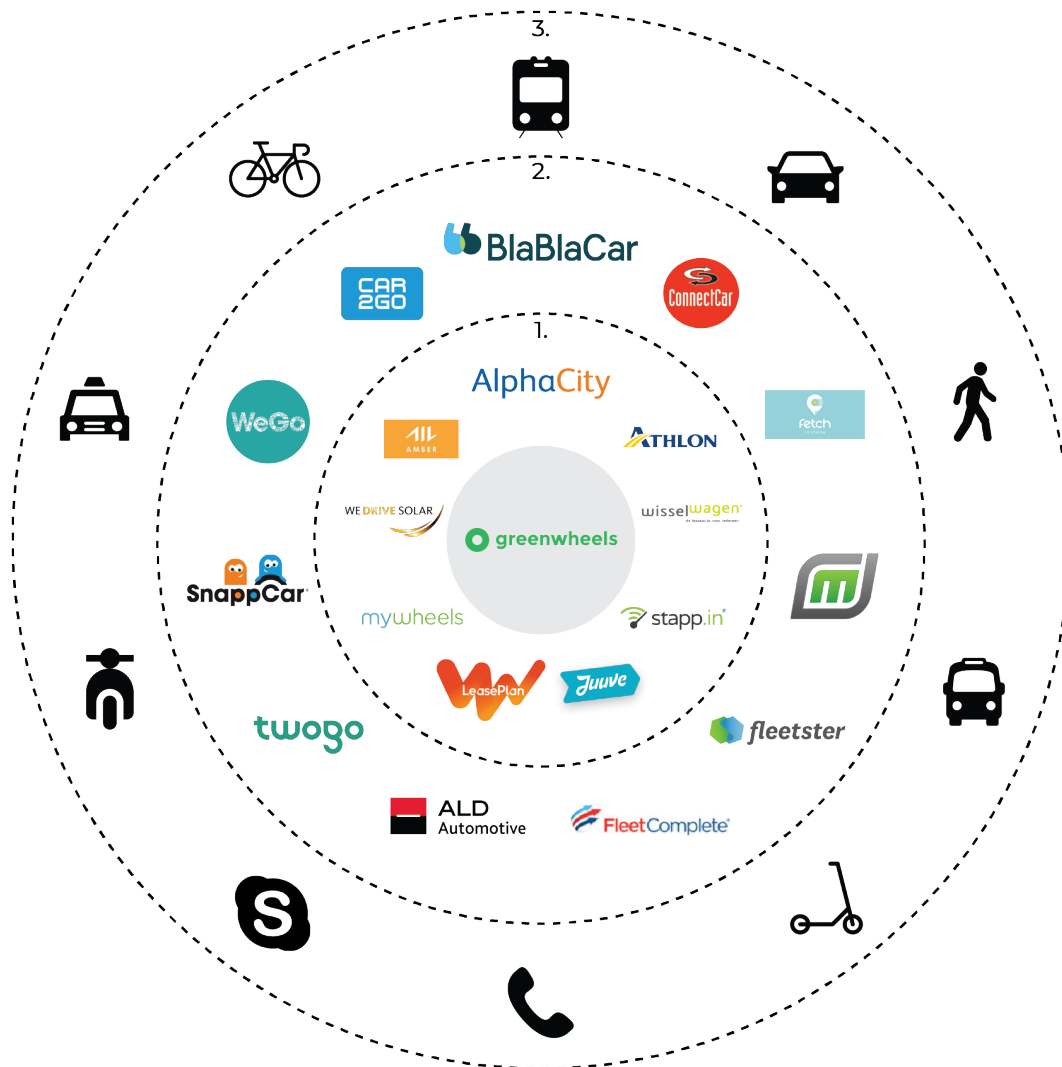 3.
2.
BlaBlaCar
CAR
2GO
ConnectCar
1.
AlphaCity
WeGo
fetch
AMBER
ATHLON
WE DRIVE SOLAR
wisselwagen
greenwheels
SnappCar
m
mywheels
stapp.in
LeasePlan
Juuve
twogo
fleetster
ALD
Automotive
FleetComplete
S